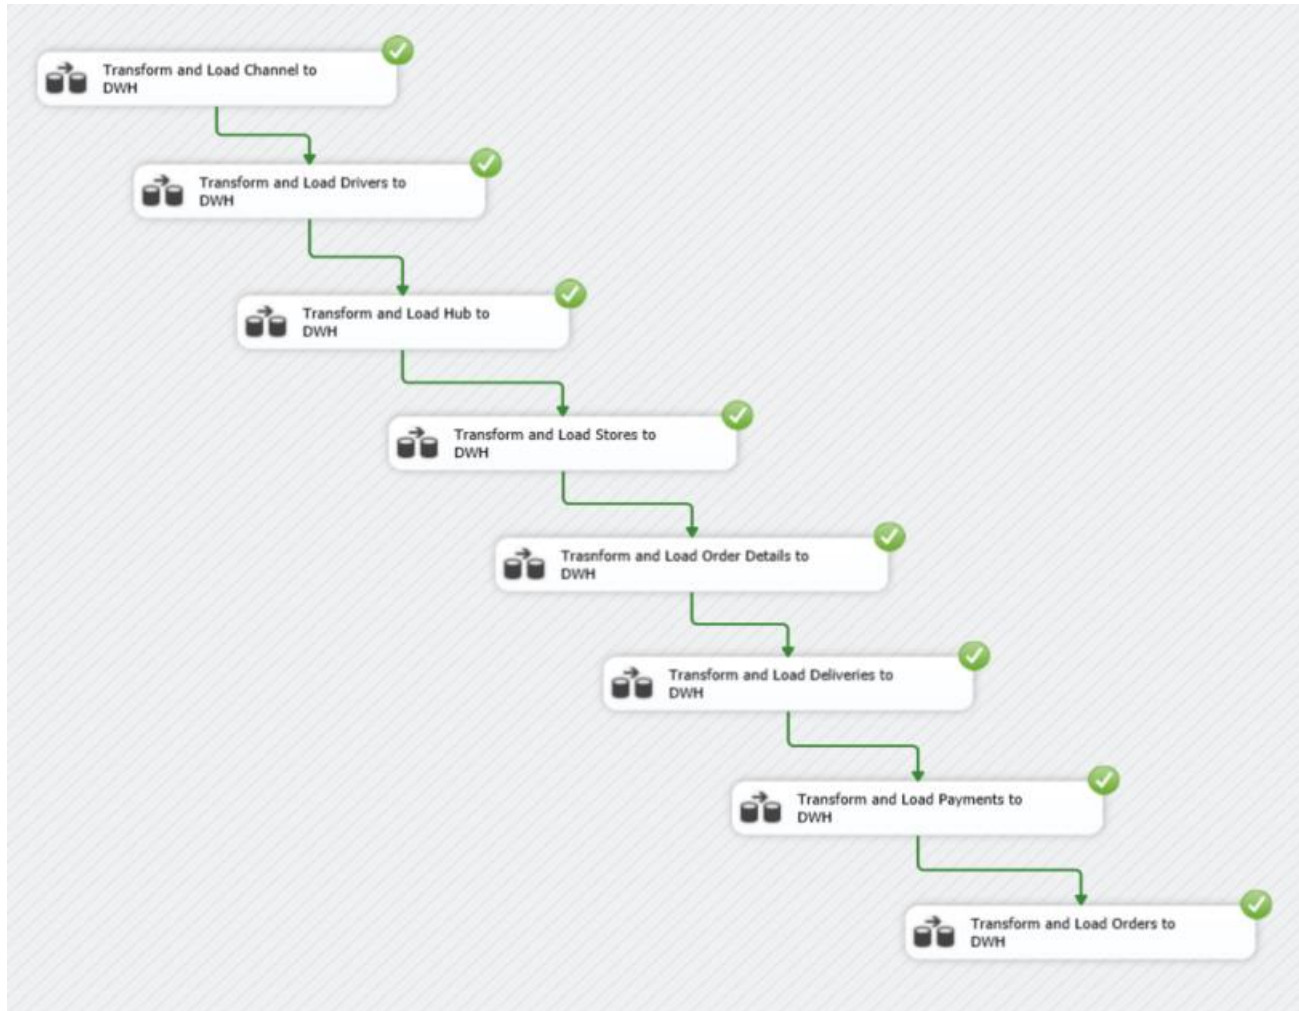 Transform and Load Channel to
DWH
Transform and Load Drivers to
DWH
Transform and Load Hub to
DWH
Transform and Load Stores to
DWH
Trasnform and Load Order Details to
DWH
Transform and Load Deliveries to
DWH
Transform and Load Payments to
DWH
Transform and Load Orders to
DWH